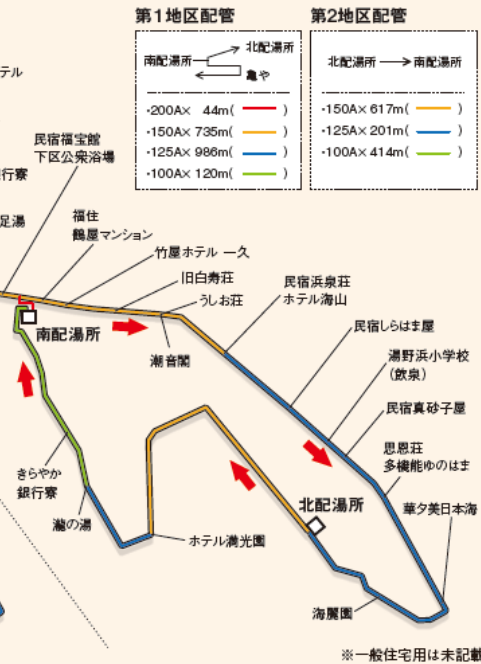 第1地区配管
南配湯所
北配湯所
亀や
・200A× 44m( )
・150A× 735m( )
・125A× 986m( )
・100A× 120m( )
第2地区配管
北配湯所
南配湯所
・150A× 617m( )
・125A× 201m( )
・100A× 414m( )
テル
民宿福宝館
下区公衆浴場
行寮
足湯
福住
鶴屋マンション
竹屋ホテル 一久
旧白寿荘
うしお荘
民宿浜泉荘
ホテル海山
南配湯所
潮音閣
民宿しらはま屋
湯野浜小学校
(飲泉)
民宿真砂子屋
思恩荘
多機能ゆのはま
きらやか
銀行寮
瀧の湯
ホテル満光園
北配湯所
華夕美日本海
海麗園
※一般住宅用は未記載